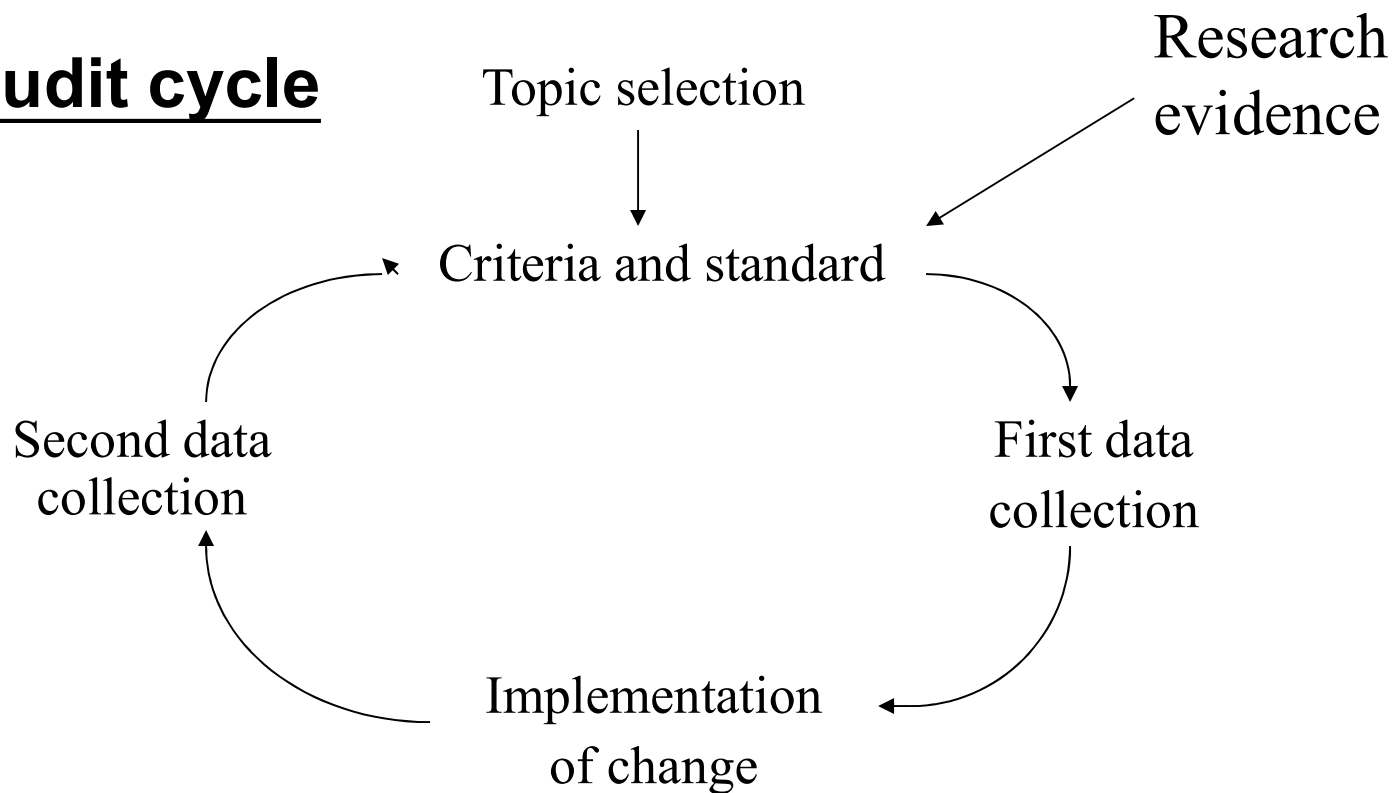 udit cycle
Topic selection
Research
evidence
Criteria and standard
Second data
collection
First data
collection
Implementation
of change